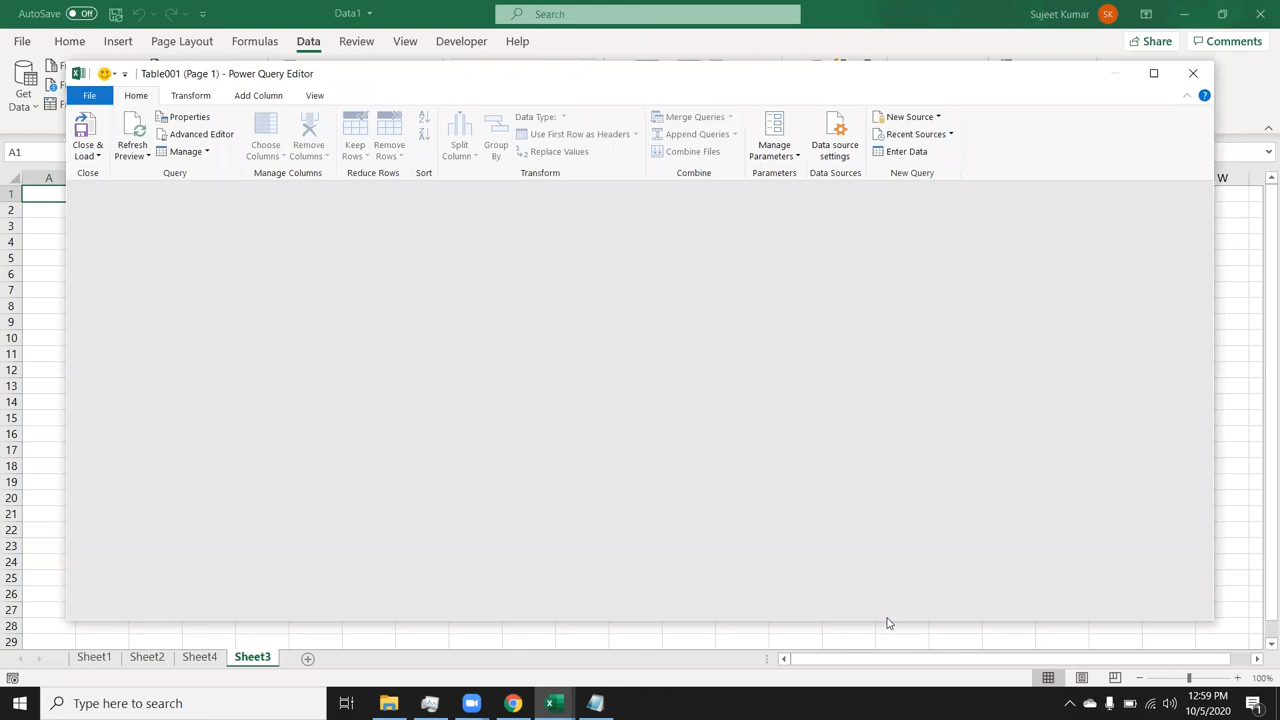 AutoSave Off Data1 Search Sujeet Kumar SK
File Home Insert Page Layout Formulas Data Review View Developer Help Share Comments
Get
Data
Table001 (Page 1) - Power Query Editor
File Home Transform Add Column View
Close &
Load
Refresh
Preview
Properties
Advanced Editor
Manage
Choose
Columns
Remove
Columns
Keep
Rows
Remove
Rows
Split
Column
Group
By
Data Type:
Use First Row as Headers
Replace Values
Merge Queries
Append Queries
Combine Files
Manage
Parameters
Data source
settings
New Source
Recent Sources
Enter Data
Close Query Manage Columns Reduce Rows Sort Transform Combine Parameters Data Sources New Query
A1
A W
1
2
3
4
5
6
7
8
9
10
11
12
13
14
15
16
17
18
19
20
21
22
23
24
25
26
27
28
29
Sheet1 Sheet2 Sheet4 Sheet3
100%
Type here to search
12:59 PM
10/5/2020